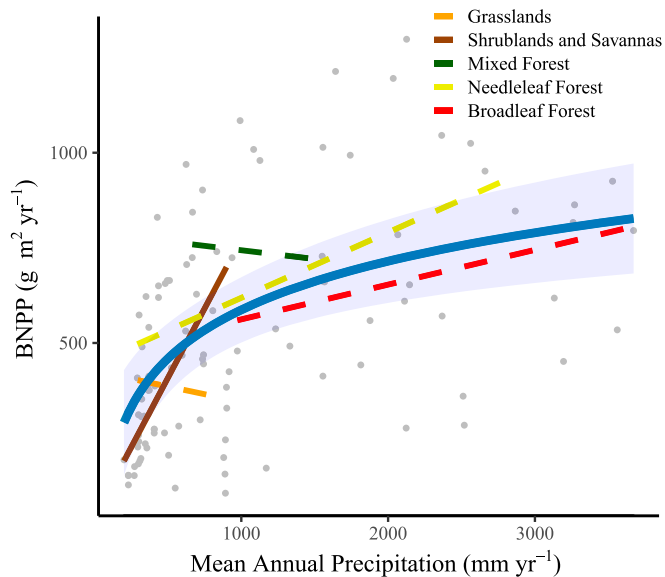 Grasslands
Shrublands and Savannas
Mixed Forest
Needleleaf Forest
Broadleaf Forest
1000
500
BNPP (g m² yr⁻¹)
1000 2000 3000
Mean Annual Precipitation (mm yr⁻¹)